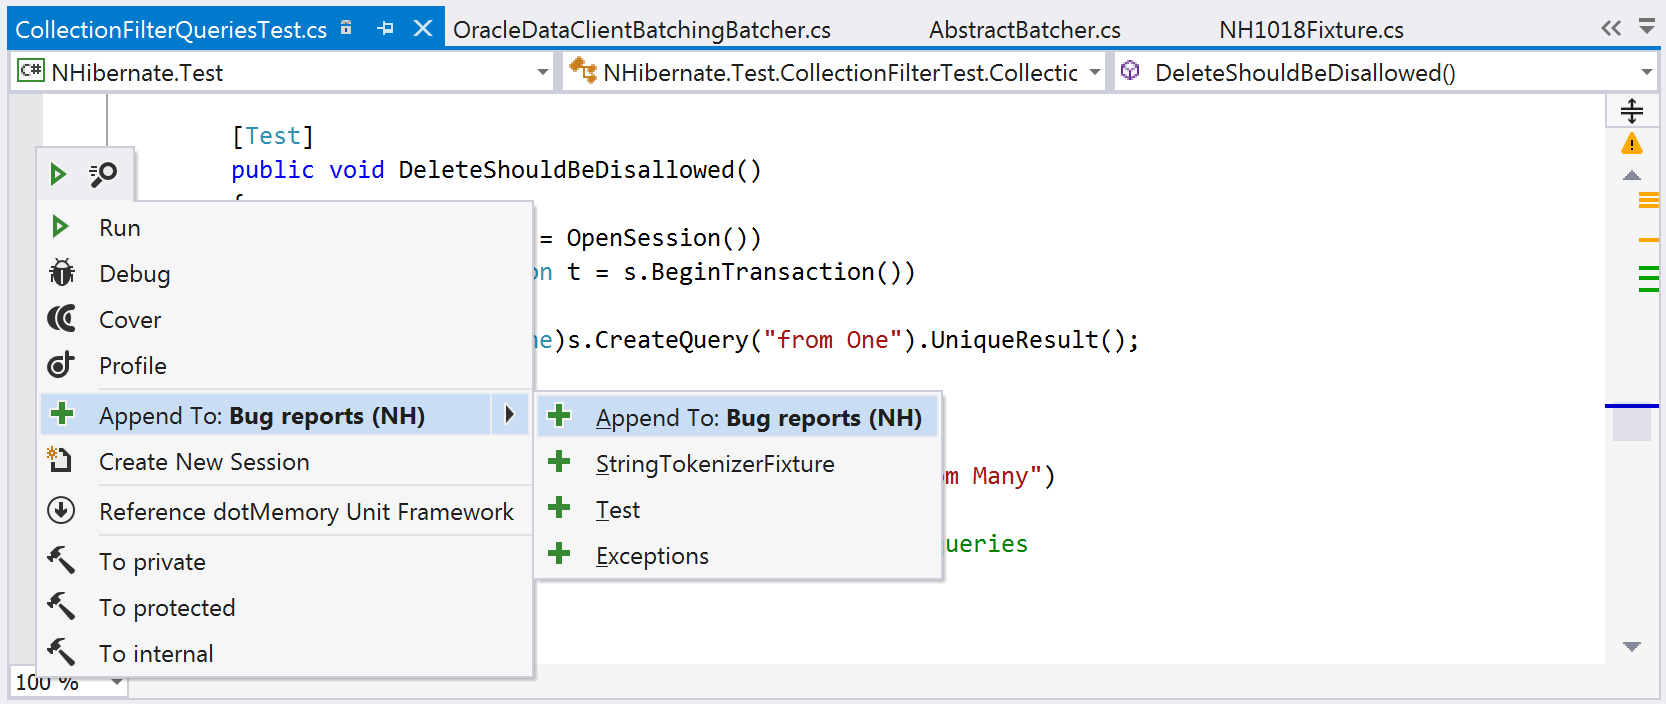 CollectionFilterQueriesTest.cs OracleDataClientBatchingBatcher.cs AbstractBatcher.cs NH1018Fixture.cs
C# NHibernate.Test NHibernate.Test.CollectionFilterTest.Collectic DeleteShouldBeDisallowed()
[Test]
public void DeleteShouldBeDisallowed()
= OpenSession())
on t = s.BeginTransaction())
ne)s.CreateQuery("from One").UniqueResult();
om Many")
ueries
Run
Debug
Cover
Profile
Append To: Bug reports (NH)
Create New Session
Reference dotMemory Unit Framework
To private
To protected
To internal
Append To: Bug reports (NH)
StringTokenizerFixture
Test
Exceptions
100 %